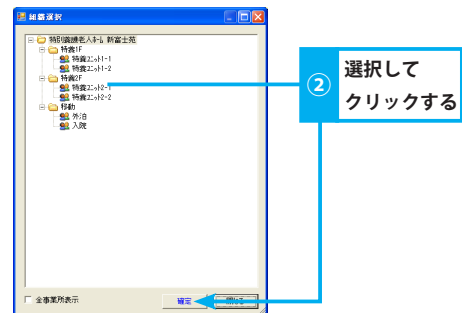 組織選択
特別養護老人ホーム 新富士苑
特養1F
特養ユニット1-1
特養ユニット1-2
特養2F
特養ユニット2-1
特養ユニット2-2
移動
外泊
入院
②
選択して
クリックする
全事業所表示
確定
閉じる